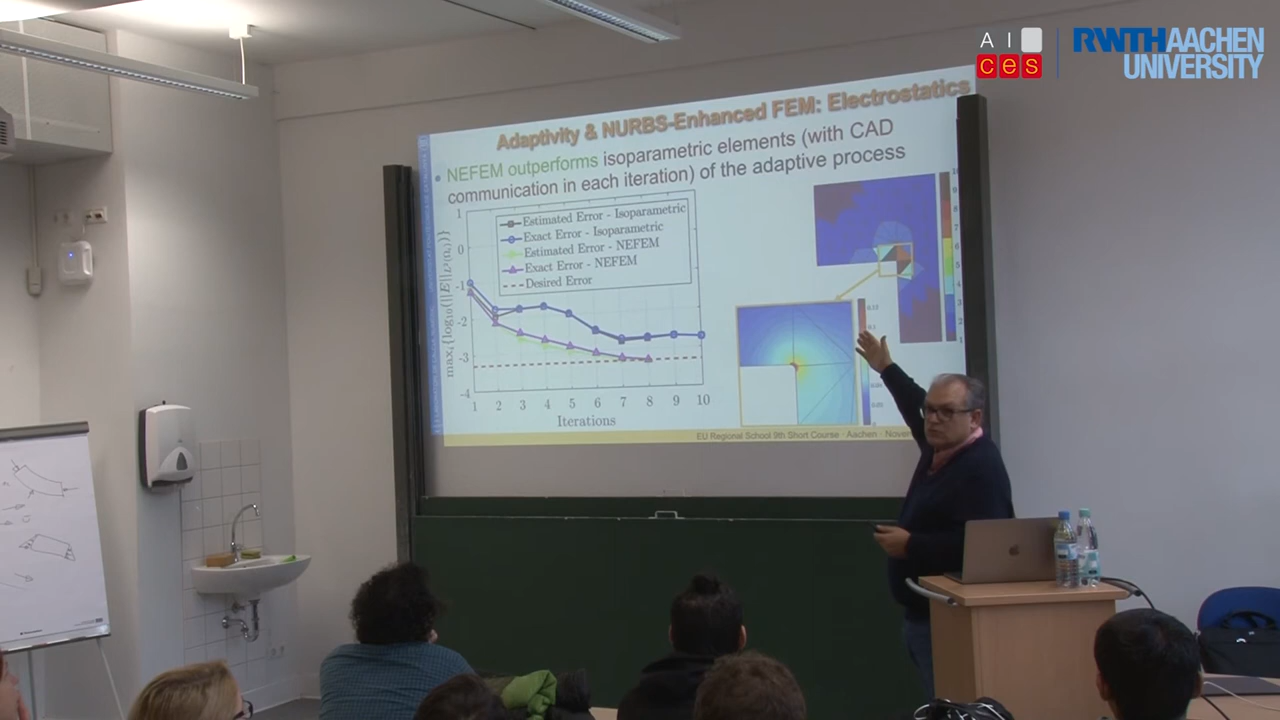 AI
ces
RWTHAACHEN
UNIVERSITY
Adaptivity & NURBS-Enhanced FEM: Electrostatics
• NEFEM outperforms isoparametric elements (with CAD
communication in each iteration) of the adaptive process
Estimated Error - Isoparametric
Exact Error - Isoparametric
Estimated Error - NEFEM
Exact Error - NEFEM
Desired Error
1
0
-1
-2
-3
-4
1 2 3 4 5 6 7 8 9 10
Iterations
EU Regional School 9th Short Course · Aachen ·